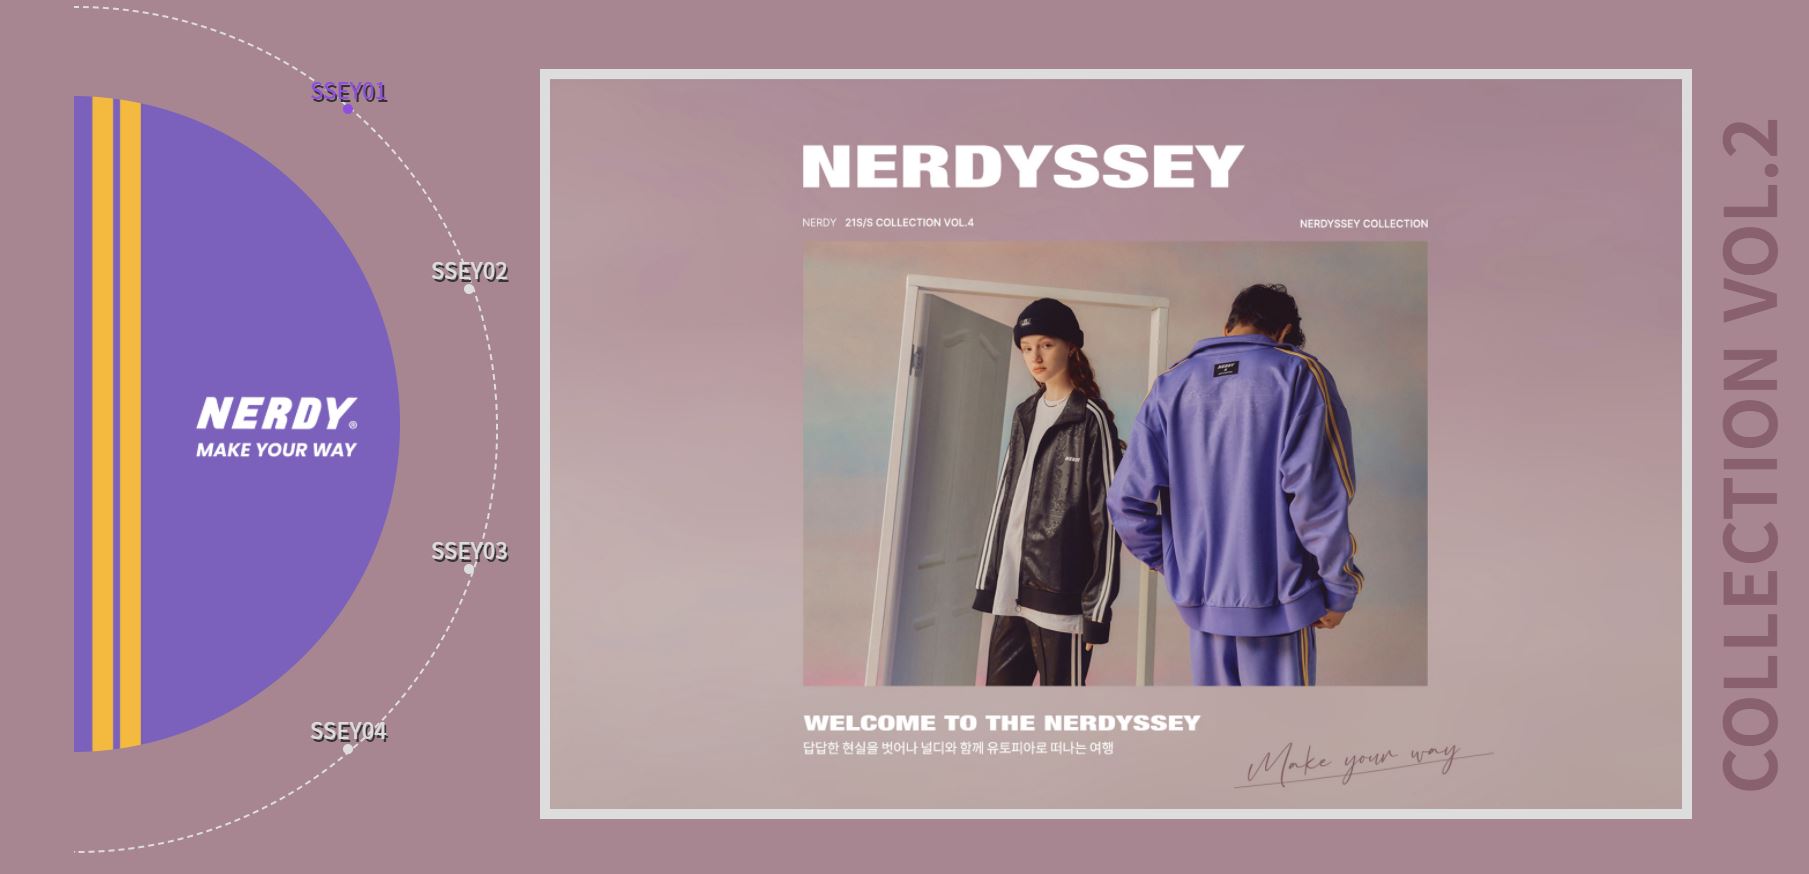 SSEY01
SSEY02
SSEY03
SSEY04
NERDY®
MAKE YOUR WAY
NERDYSSEY
NERDY 21S/S COLLECTION VOL.4
NERDYSSEY COLLECTION
NERDY
WELCOME TO THE NERDYSSEY
답답한 현실을 벗어나 널디와 함께 유토피아로 떠나는 여행
Make your way
COLLECTION VOL.2